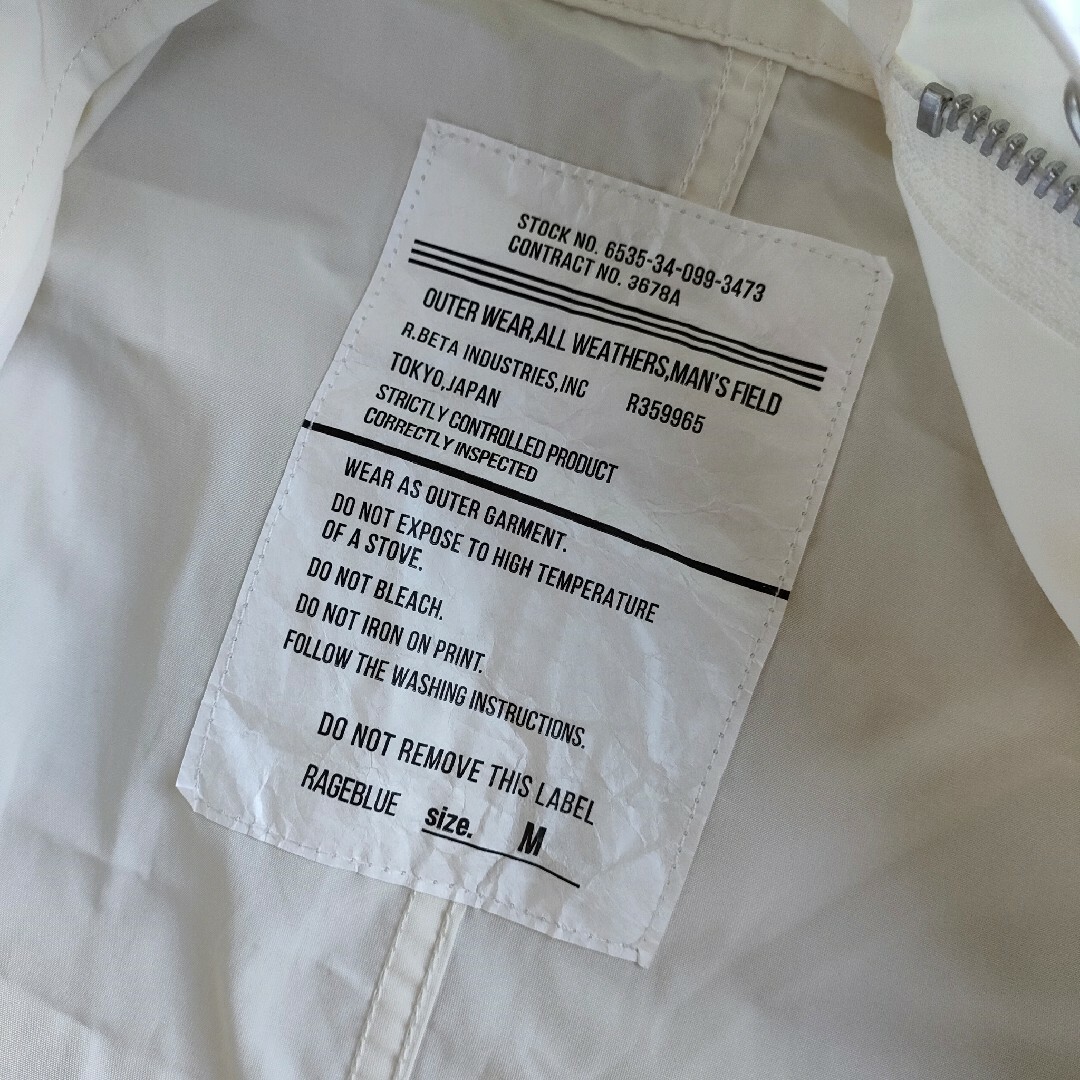 STOCK NO. 6535-34-099-3473
CONTRACT NO. 3678A
OUTER WEAR,ALL WEATHERS,MAN'S FIELD
R.BETA INDUSTRIES,INC R359965
TOKYO,JAPAN
STRICTLY CONTROLLED PRODUCT
CORRECTLY INSPECTED
WEAR AS OUTER GARMENT.
DO NOT EXPOSE TO HIGH TEMPERATURE
OF A STOVE.
DO NOT BLEACH.
DO NOT IRON ON PRINT.
FOLLOW THE WASHING INSTRUCTIONS.
DO NOT REMOVE THIS LABEL
RAGEBLUE size. M